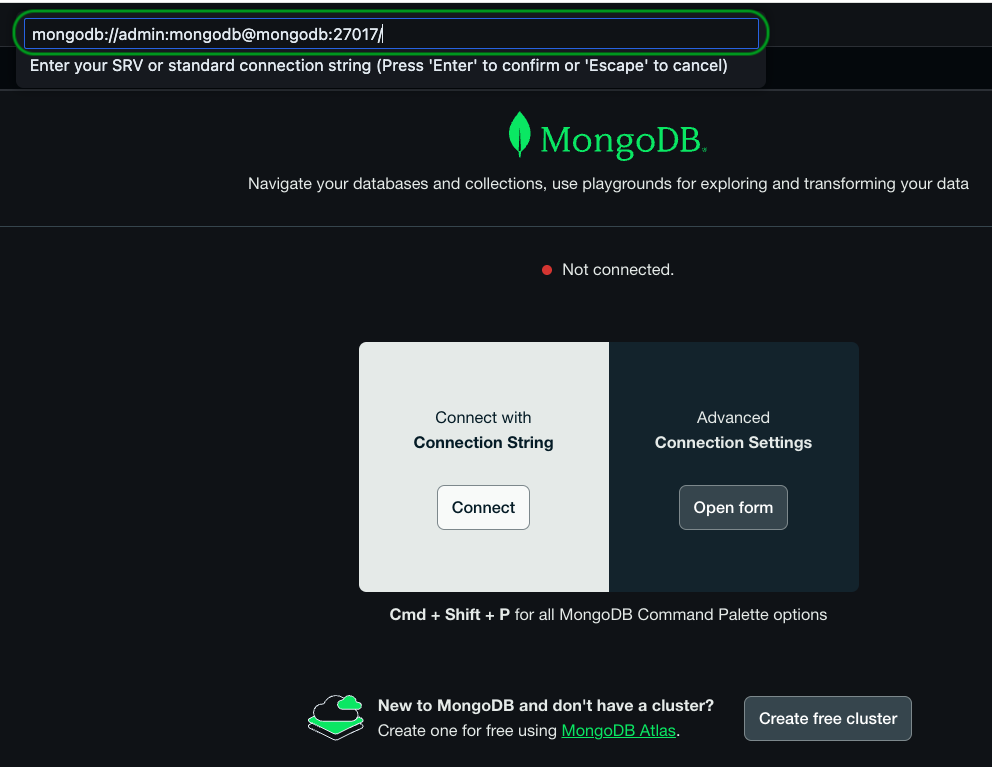 mongodb://admin:mongodb@mongodb:27017/
Enter your SRV or standard connection string (Press 'Enter' to confirm or 'Escape' to cancel)
MongoDB
Navigate your databases and collections, use playgrounds for exploring and transforming your data
Not connected.
Connect with
Connection String
Connect
Advanced
Connection Settings
Open form
Cmd + Shift + P for all MongoDB Command Palette options
New to MongoDB and don't have a cluster?
Create one for free using MongoDB Atlas.
Create free cluster